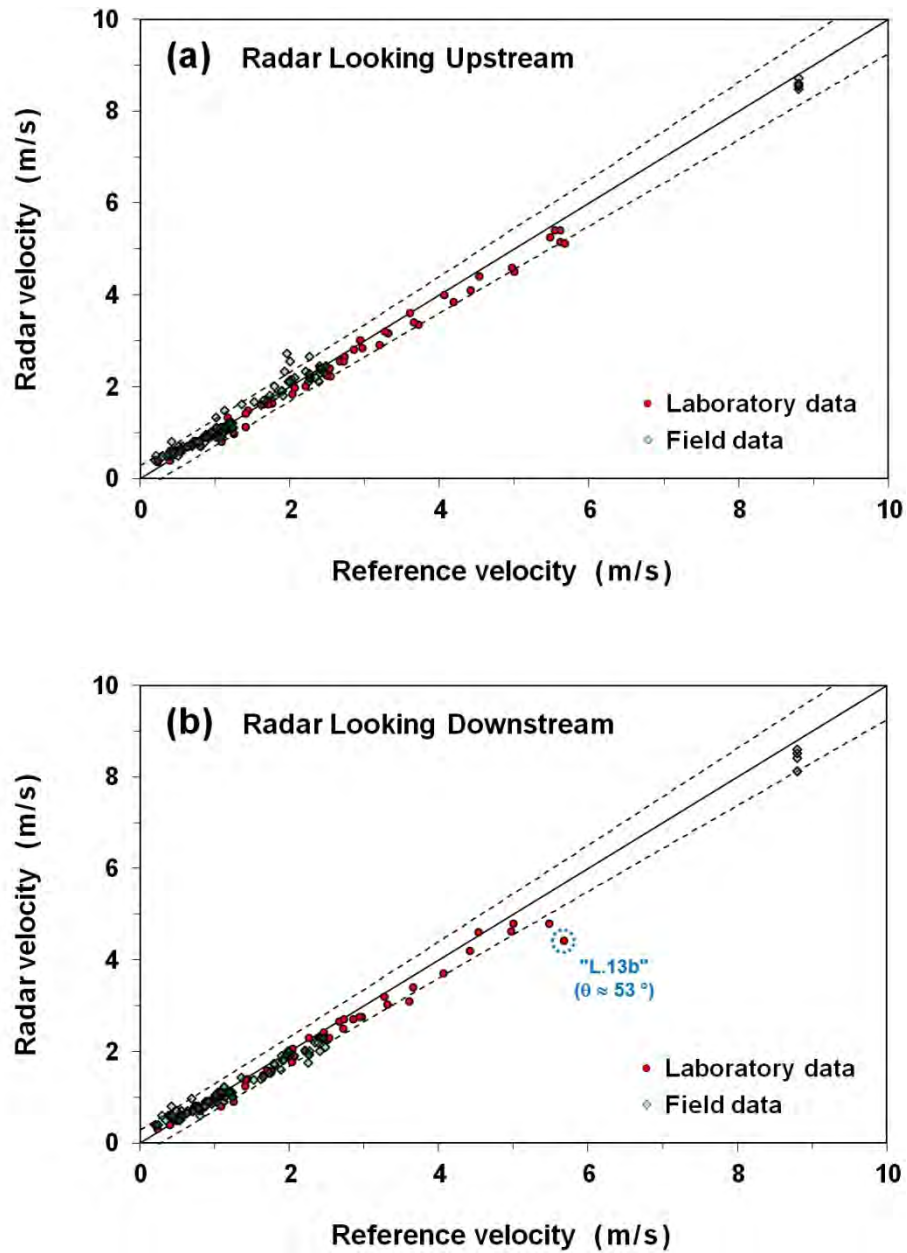 (a) Radar Looking Upstream
10
8
6
4
2
0
Radar velocity (m/s)
Laboratory data
Field data
0 2 4 6 8 10
Reference velocity (m/s)
(b) Radar Looking Downstream
10
8
6
4
2
0
Radar velocity (m/s)
"L.13b"
(θ ≈ 53 °)
Laboratory data
Field data
0 2 4 6 8 10
Reference velocity (m/s)